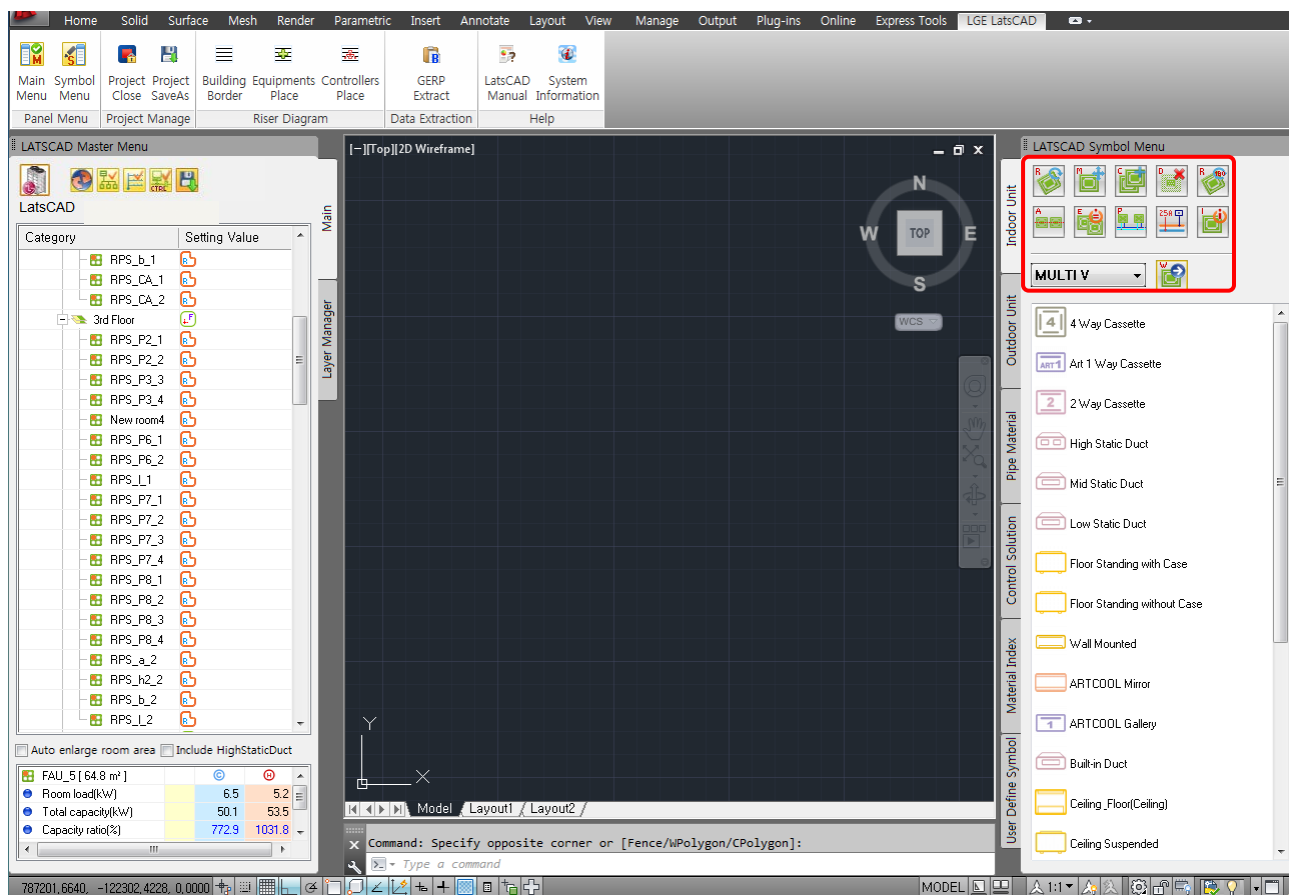 Home Solid Surface Mesh Render Parametric Insert Annotate Layout View Manage Output Plug-ins Online Express Tools LGE LatsCAD
Main Menu
Symbol Menu
Project Close
Project SaveAs
Building Border
Equipments Place
Controllers Place
GERP Extract
LatsCAD Manual
System Information
Panel Menu Project Manage Riser Diagram Data Extraction Help
LATSCAD Master Menu
LatsCAD
Category Setting Value
RPS_b_1
RPS_CA_1
RPS_CA_2
3rd Floor
RPS_P2_1
RPS_P2_2
RPS_P3_3
RPS_P3_4
New room4
RPS_P6_1
RPS_P6_2
RPS_I_1
RPS_P7_1
RPS_P7_2
RPS_P7_3
RPS_P7_4
RPS_P8_1
RPS_P8_2
RPS_P8_3
RPS_P8_4
RPS_a_2
RPS_h2_2
RPS_b_2
RPS_I_2
Auto enlarge room area Include HighStaticDuct
FAU_5 [ 64.8 m² ] C H
Room load(kW) 6.5 5.2
Total capacity(kW) 50.1 53.5
Capacity ratio(%) 772.9 1031.8
Main
Layer Manager
[−][Top][2D Wireframe]
N
W TOP E
S
WCS
Y
X
Model Layout1 Layout2
Command: Specify opposite corner or [Fence/WPolygon/CPolygon]:
Type a command
Indoor Unit
Outdoor Unit
Pipe Material
Control Solution
Material Index
User Define Symbol
LATSCAD Symbol Menu
MULTI V
4 Way Cassette
Art 1 Way Cassette
2 Way Cassette
High Static Duct
Mid Static Duct
Low Static Duct
Floor Standing with Case
Floor Standing without Case
Wall Mounted
ARTCOOL Mirror
ARTCOOL Gallery
Built-in Duct
Ceiling_Floor(Ceiling)
Ceiling Suspended
787201.6640, -122302.4228, 0.0000 MODEL 1:1